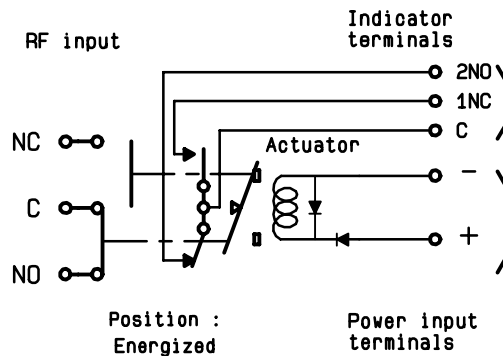 Indicator
terminals
RF input
2NO
1NC
C
NC
Actuator
−
C
+
NO
Position :
Energized
Power input
terminals